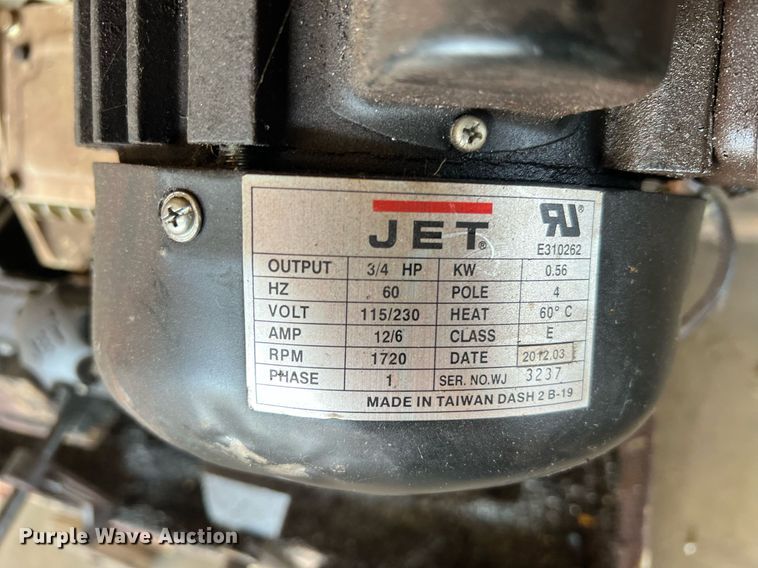 JET®
RU®
E310262
OUTPUT 3/4 HP KW 0.56
HZ 60 POLE 4
VOLT 115/230 HEAT 60° C
AMP 12/6 CLASS E
RPM 1720 DATE 2012.03
PHASE 1 SER. NO.WJ 3237
MADE IN TAIWAN DASH 2 B-19
Purple Wave Auction